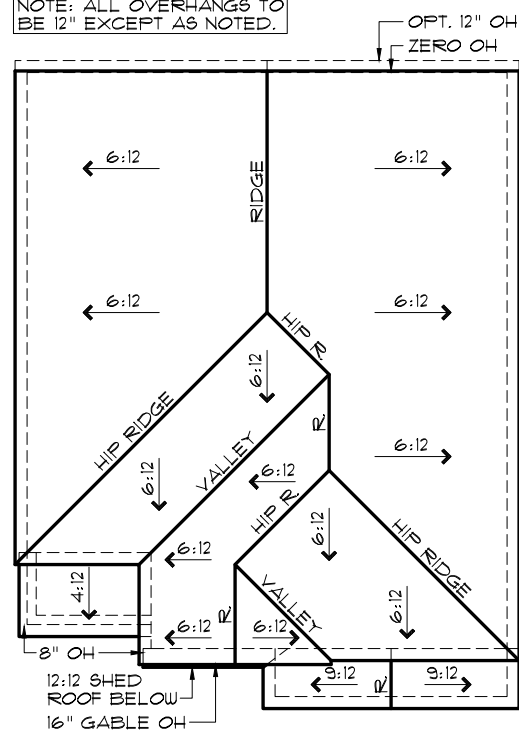 NOTE: ALL OVERHANGS TO
BE 12" EXCEPT AS NOTED.
OPT. 12" OH
ZERO OH
6:12
6:12
RIDGE
6:12
6:12
HIP R.
6:12
R.
HIP RIDGE
VALLEY
6:12
6:12
6:12
HIP R.
6:12
HIP RIDGE
6:12
4:12
VALLEY
6:12
6:12
R.
6:12
8" OH
12:12 SHED
ROOF BELOW
16" GABLE OH
9:12
R.
9:12